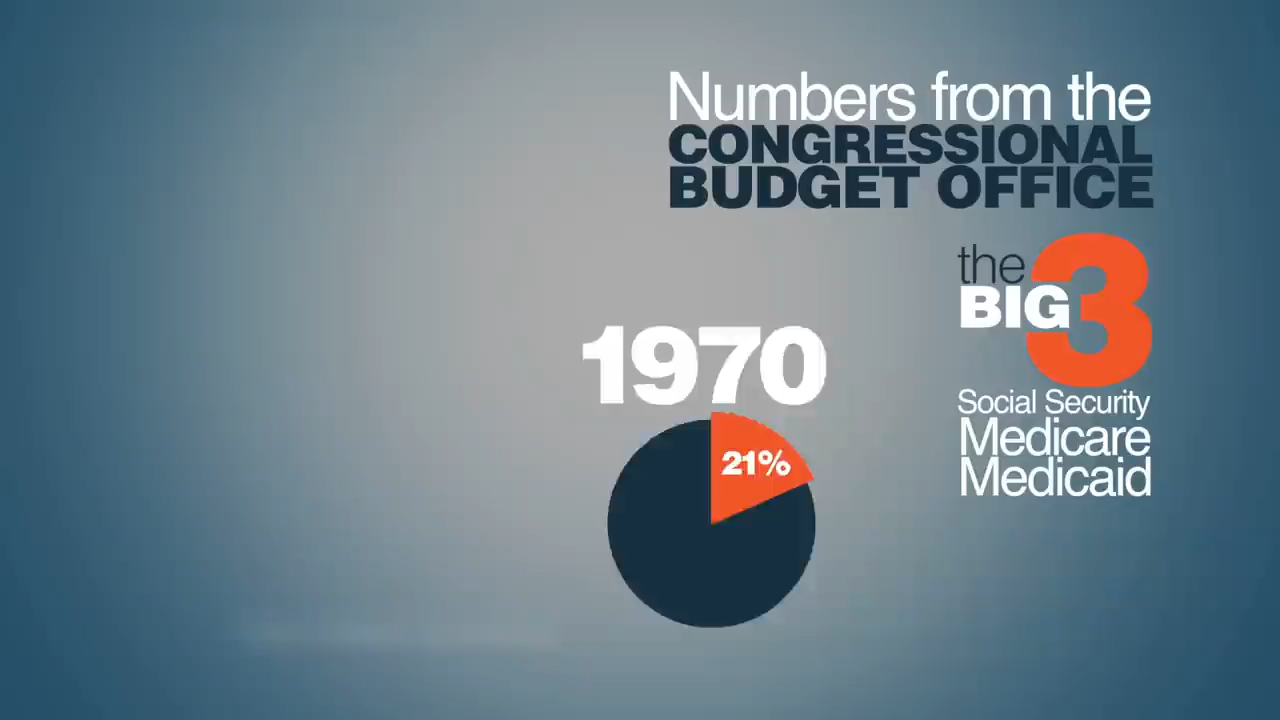 Numbers from the
CONGRESSIONAL
BUDGET OFFICE
the
BIG 3
Social Security
Medicare
Medicaid
1970
21%